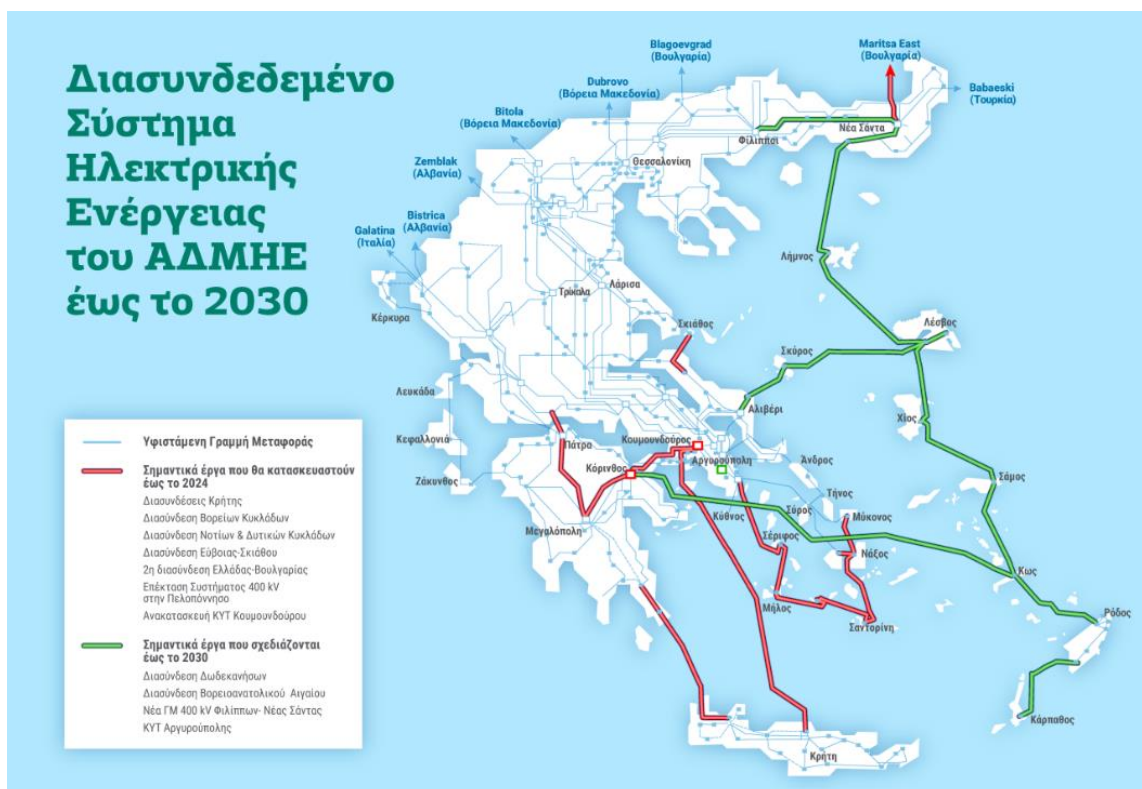 Διασυνδεδεμένο
Σύστημα
Ηλεκτρικής
Ενέργειας
του ΑΔΜΗΕ
έως το 2030
Blagoevgrad
(Βουλγαρία)
Maritsa East
(Βουλγαρία)
Dubrovo
(Βόρεια Μακεδονία)
Babaeski
(Τουρκία)
Bitola
(Βόρεια Μακεδονία)
Νέα Σάντα
Φίλιπποι
Θεσσαλονίκη
Zemblak
(Αλβανία)
Bistrica
(Αλβανία)
Galatina
(Ιταλία)
Λήμνος
Λάρισα
Τρίκαλα
Κέρκυρα
Σκιάθος
Λέσβος
Σκύρος
Λευκάδα
Αλιβέρι
Χίος
Κεφαλλονιά
Πάτρα
Κουμουνδούρος
Αργυρούπολη
Άνδρος
Κόρινθος
Ζάκυνθος
Σάμος
Τήνος
Κύθνος
Σύρος
Μύκονος
Μεγαλόπολη
Σέριφος
Νάξος
Κως
Μήλος
Σαντορίνη
Ρόδος
Κάρπαθος
Κρήτη
Υφιστάμενη Γραμμή Μεταφοράς
Σημαντικά έργα που θα κατασκευαστούν
έως το 2024
Διασυνδέσεις Κρήτης
Διασύνδεση Βορείων Κυκλάδων
Διασύνδεση Νοτίων & Δυτικών Κυκλάδων
Διασύνδεση Εύβοιας-Σκιάθου
2η διασύνδεση Ελλάδας-Βουλγαρίας
Επέκταση Συστήματος 400 kV
στην Πελοπόννησο
Ανακατασκευή ΚΥΤ Κουμουνδούρου
Σημαντικά έργα που σχεδιάζονται
έως το 2030
Διασύνδεση Δωδεκανήσων
Διασύνδεση Βορειοανατολικού Αιγαίου
Νέα ΓΜ 400 kV Φιλίππων- Νέας Σάντας
ΚΥΤ Αργυρούπολης